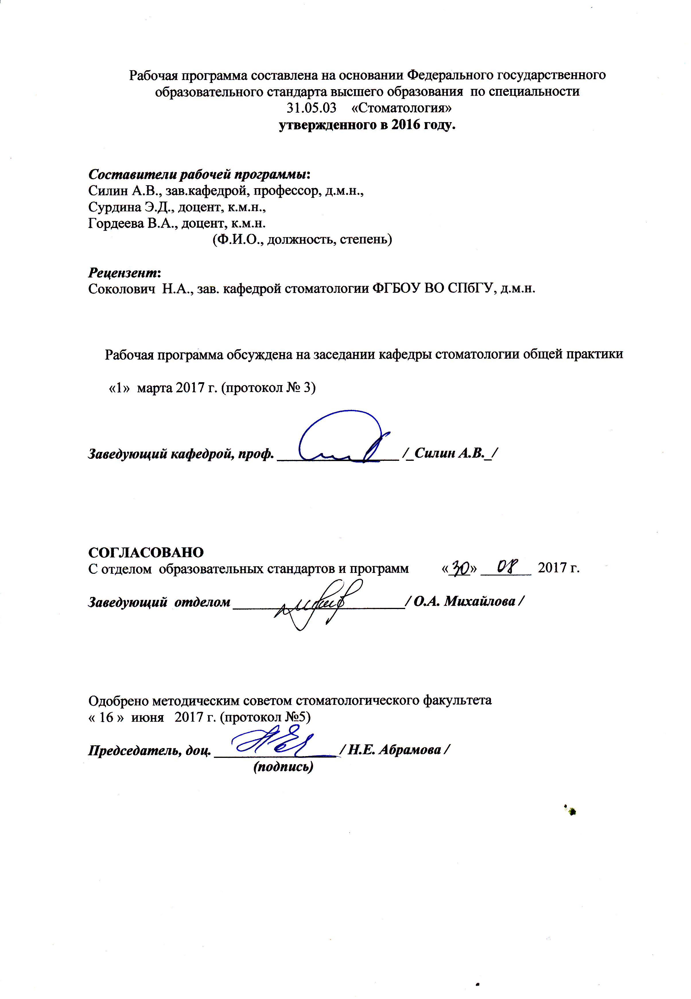 Рабочая программа составлена на основании Федерального государственного
образовательного стандарта высшего образования по специальности
31.05.03 «Стоматология»
утвержденного в 2016 году.
Составители рабочей программы:
Силин А.В., зав.кафедрой, профессор, д.м.н.,
Сурдина Э.Д., доцент, к.м.н.,
Гордеева В.А., доцент, к.м.н.
(Ф.И.О., должность, степень)
Рецензент:
Соколович Н.А., зав. кафедрой стоматологии ФГБОУ ВО СПбГУ, д.м.н.
Рабочая программа обсуждена на заседании кафедры стоматологии общей практики
«1» марта 2017 г. (протокол № 3)
Заведующий кафедрой, проф. ________________ /_Силин А.В._/
СОГЛАСОВАНО
С отделом образовательных стандартов и программ «30» 08 2017 г.
Заведующий отделом ______________________/ О.А. Михайлова /
Одобрено методическим советом стоматологического факультета
« 16 » июня 2017 г. (протокол №5)
Председатель, доц. ________________ / Н.Е. Абрамова /
(подпись)